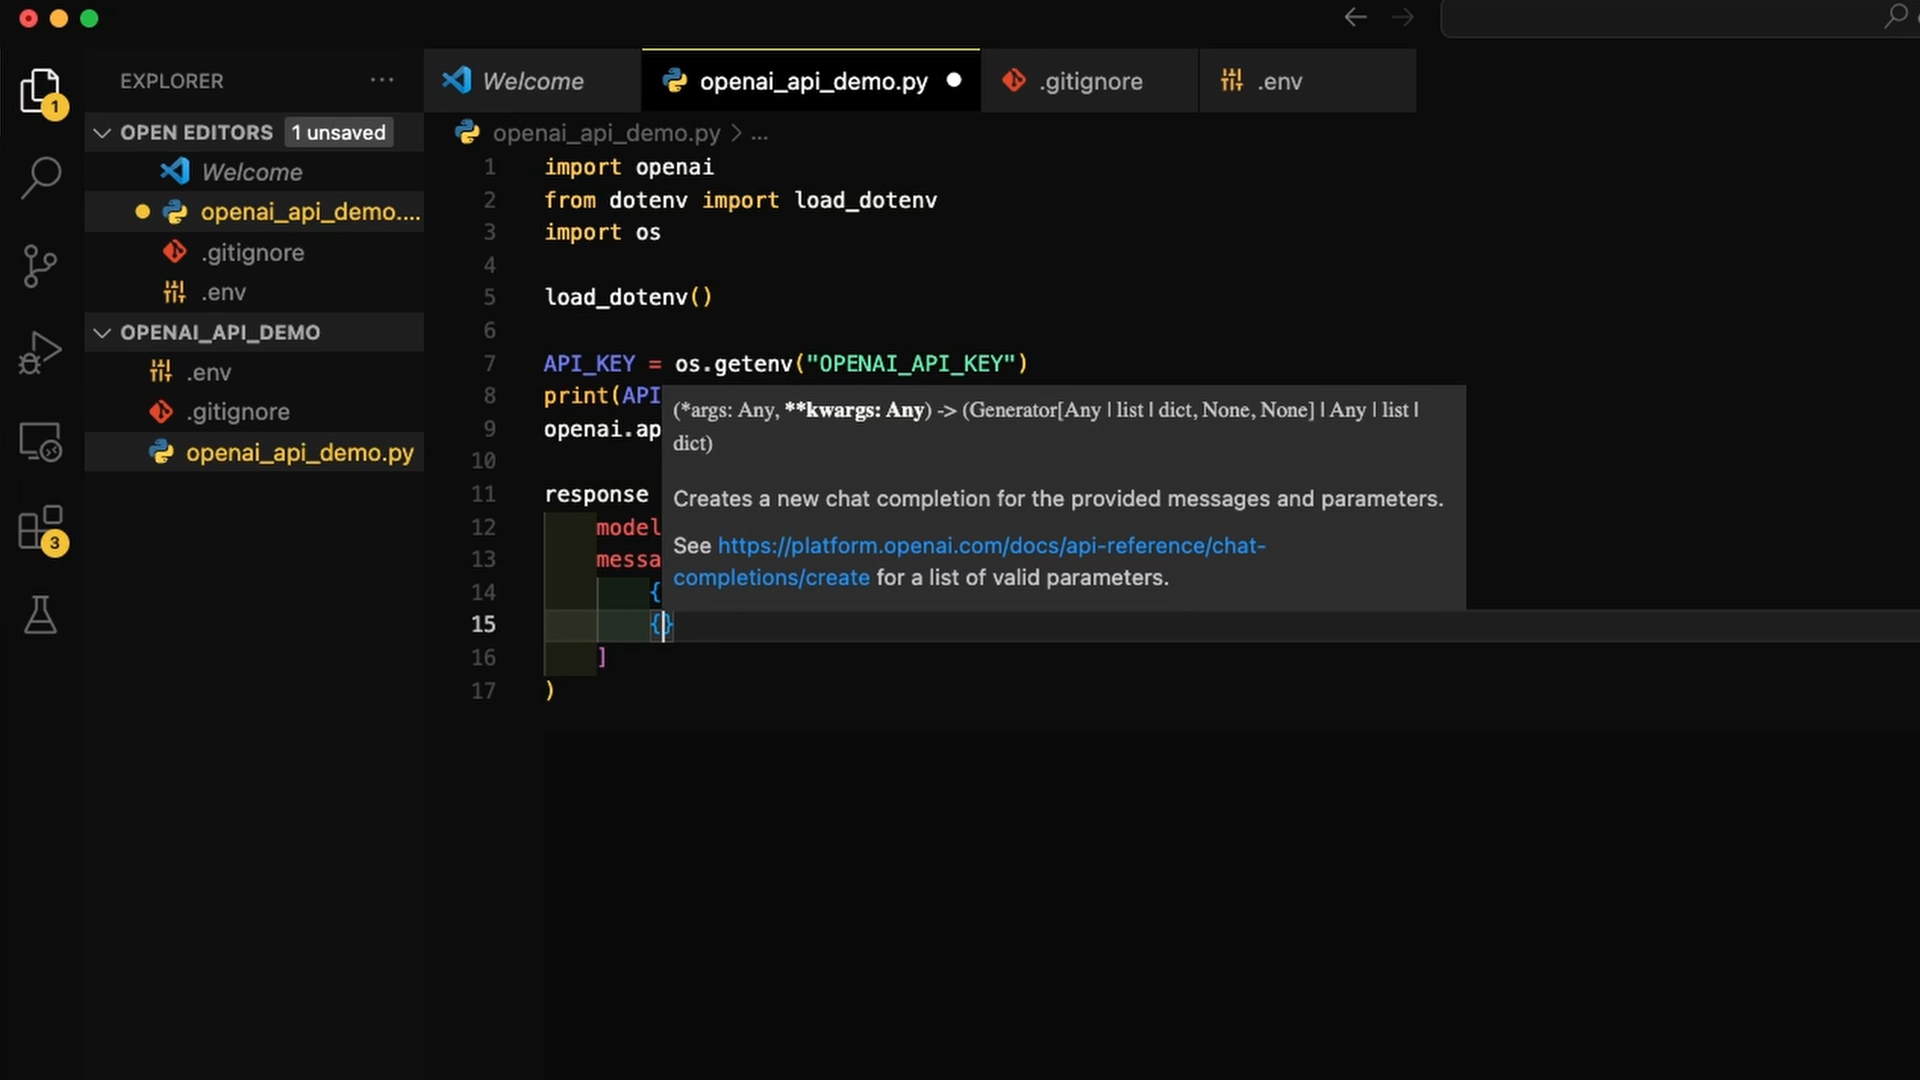 EXPLORER ...
OPEN EDITORS 1 unsaved
Welcome
openai_api_demo....
.gitignore
.env
OPENAI_API_DEMO
.env
.gitignore
openai_api_demo.py
1
3
Welcome openai_api_demo.py .gitignore .env
openai_api_demo.py > ...
1 import openai
2 from dotenv import load_dotenv
3 import os
4
5 load_dotenv()
6
7 API_KEY = os.getenv("OPENAI_API_KEY")
8 print(API
9 openai.ap
10
11 response
12 model
13 messa
14 {
15 {}
16 ]
17 )
(*args: Any, **kwargs: Any) -> (Generator[Any | list | dict, None, None] | Any | list |
dict)
Creates a new chat completion for the provided messages and parameters.
See https://platform.openai.com/docs/api-reference/chat-
completions/create for a list of valid parameters.